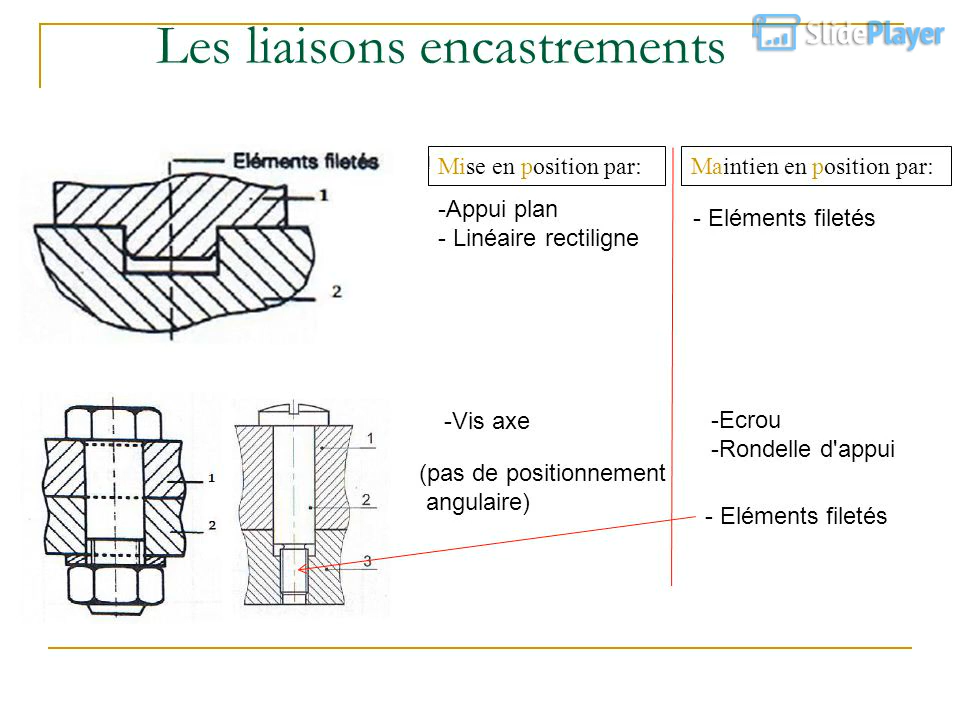 Les liaisons encastrements
SlidePlayer
Eléments filetés
1
2
Mise en position par:
Maintien en position par:
-Appui plan
- Linéaire rectiligne
- Eléments filetés
1
2
1
2
3
-Vis axe
(pas de positionnement
angulaire)
-Ecrou
-Rondelle d'appui
- Eléments filetés